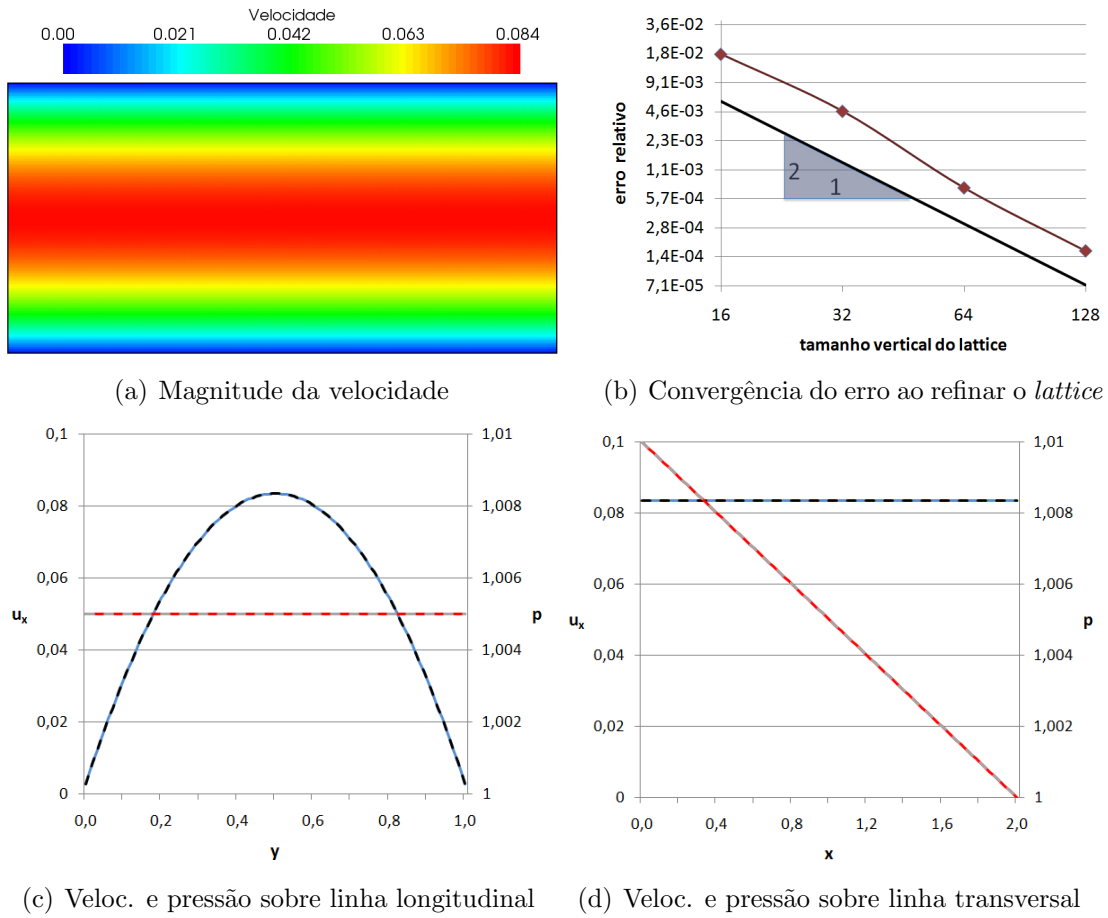 Velocidade
0.00 0.021 0.042 0.063 0.084
(a) Magnitude da velocidade
3,6E-02
1,8E-02
9,1E-03
4,6E-03
2,3E-03
1,1E-03
5,7E-04
2,8E-04
1,4E-04
7,1E-05
erro relativo
2
1
16 32 64 128
tamanho vertical do lattice
(b) Convergência do erro ao refinar o lattice
0,1
0,08
0,06
u_x
0,04
0,02
0
1,01
1,008
1,006
p
1,004
1,002
1
0,0 0,2 0,4 0,6 0,8 1,0
y
(c) Veloc. e pressão sobre linha longitudinal
0,1
0,08
0,06
u_x
0,04
0,02
0
1,01
1,008
1,006
p
1,004
1,002
1
0,0 0,4 0,8 1,2 1,6 2,0
x
(d) Veloc. e pressão sobre linha transversal